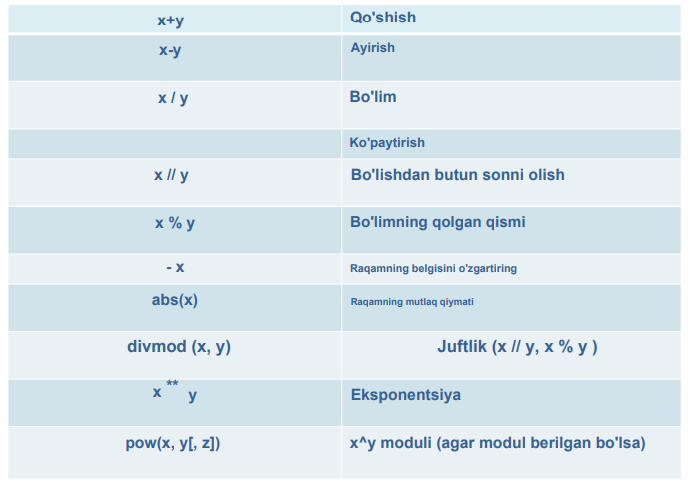 x+y Qo'shish
x-y Ayirish
x / y Bo'lim
Ko'paytirish
x // y Bo'lishdan butun sonni olish
x % y Bo'limning qolgan qismi
- x Raqamning belgisini o'zgartiring
abs(x) Raqamning mutlaq qiymati
divmod (x, y) Juftlik (x // y, x % y )
x ** y Eksponentsiya
pow(x, y[, z]) x^y moduli (agar modul berilgan bo'lsa)